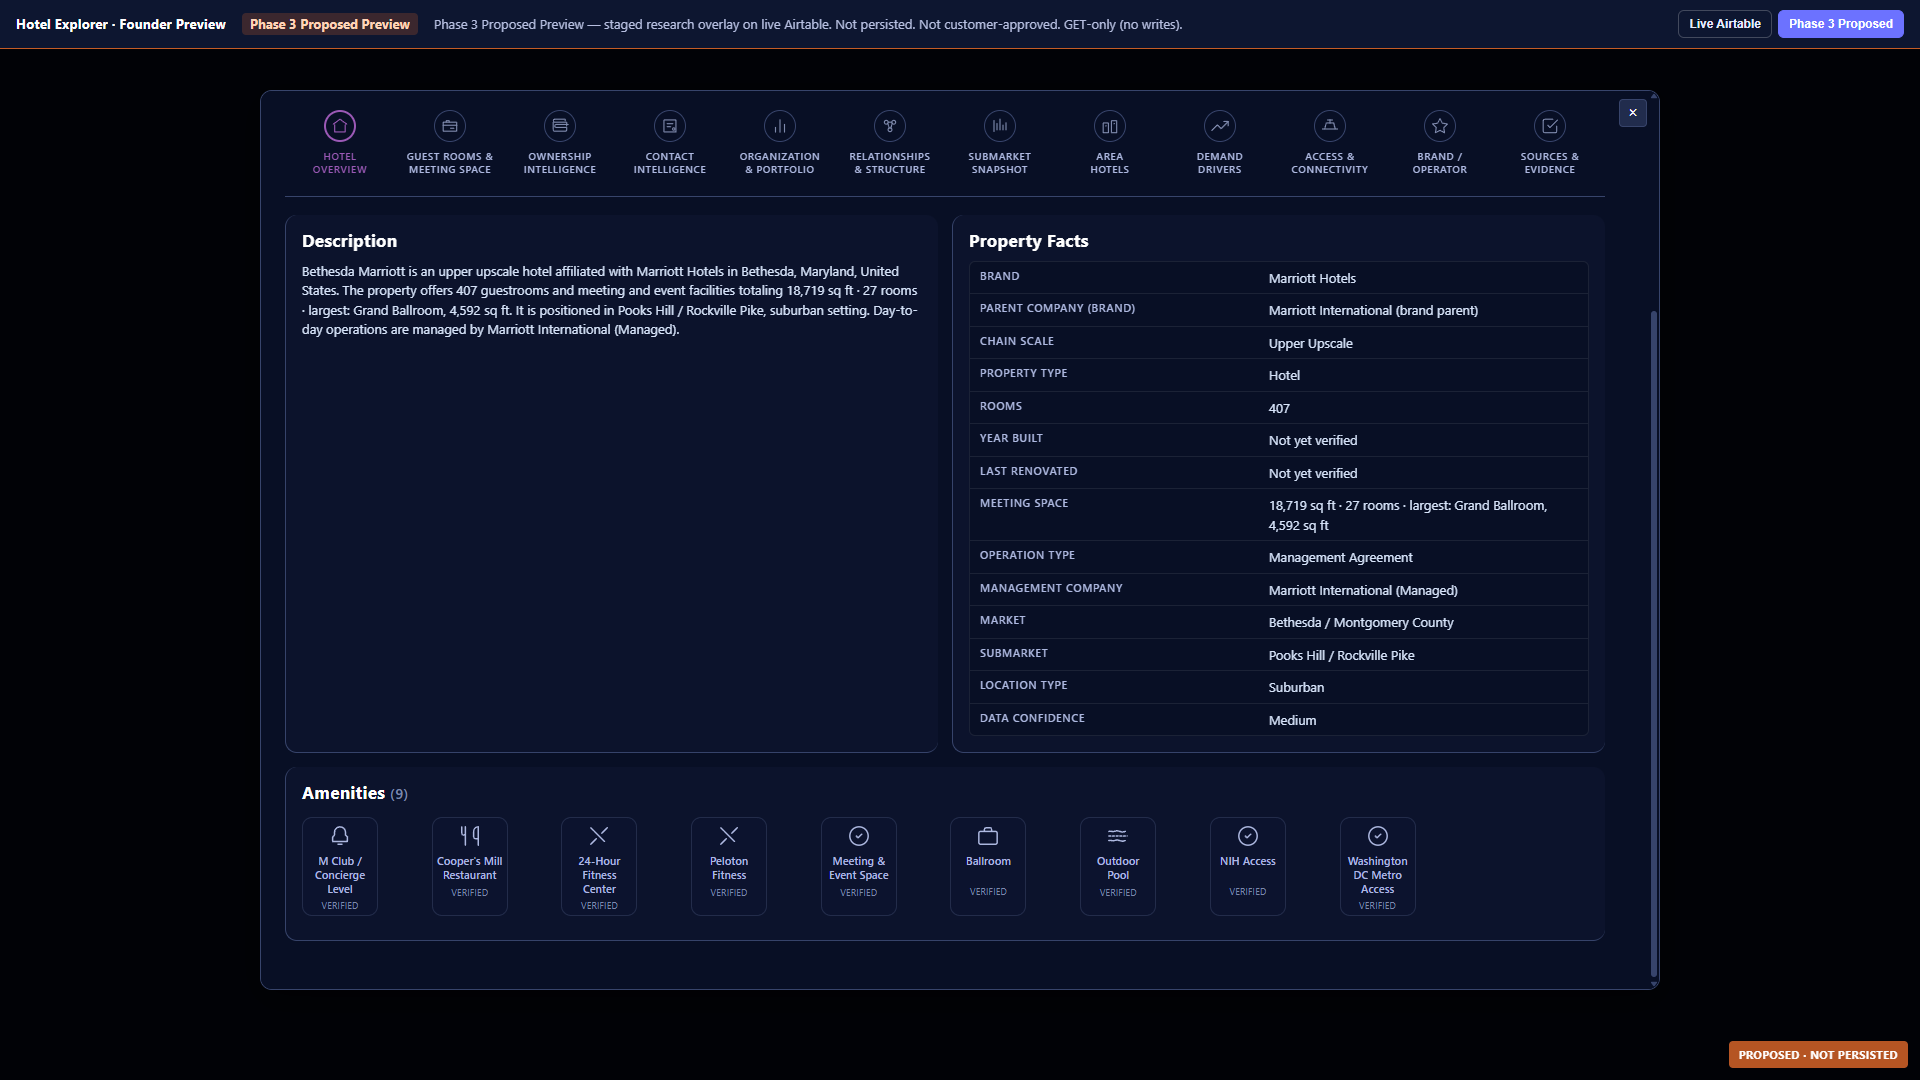 Hotel Explorer · Founder Preview
Phase 3 Proposed Preview
Phase 3 Proposed Preview — staged research overlay on live Airtable. Not persisted. Not customer-approved. GET-only (no writes).
Live Airtable
Phase 3 Proposed
×
HOTEL
OVERVIEW
GUEST ROOMS &
MEETING SPACE
OWNERSHIP
INTELLIGENCE
CONTACT
INTELLIGENCE
ORGANIZATION
& PORTFOLIO
RELATIONSHIPS
& STRUCTURE
SUBMARKET
SNAPSHOT
AREA
HOTELS
DEMAND
DRIVERS
ACCESS &
CONNECTIVITY
BRAND /
OPERATOR
SOURCES &
EVIDENCE
Description
Bethesda Marriott is an upper upscale hotel affiliated with Marriott Hotels in Bethesda, Maryland, United
States. The property offers 407 guestrooms and meeting and event facilities totaling 18,719 sq ft · 27 rooms
· largest: Grand Ballroom, 4,592 sq ft. It is positioned in Pooks Hill / Rockville Pike, suburban setting. Day-to-
day operations are managed by Marriott International (Managed).
Property Facts
BRAND
Marriott Hotels
PARENT COMPANY (BRAND)
Marriott International (brand parent)
CHAIN SCALE
Upper Upscale
PROPERTY TYPE
Hotel
ROOMS
407
YEAR BUILT
Not yet verified
LAST RENOVATED
Not yet verified
MEETING SPACE
18,719 sq ft · 27 rooms · largest: Grand Ballroom,
4,592 sq ft
OPERATION TYPE
Management Agreement
MANAGEMENT COMPANY
Marriott International (Managed)
MARKET
Bethesda / Montgomery County
SUBMARKET
Pooks Hill / Rockville Pike
LOCATION TYPE
Suburban
DATA CONFIDENCE
Medium
Amenities (9)
M Club /
Concierge
Level
VERIFIED
Cooper's Mill
Restaurant
VERIFIED
24-Hour
Fitness
Center
VERIFIED
Peloton
Fitness
VERIFIED
Meeting &
Event Space
VERIFIED
Ballroom
VERIFIED
Outdoor
Pool
VERIFIED
NIH Access
VERIFIED
Washington
DC Metro
Access
VERIFIED
PROPOSED · NOT PERSISTED